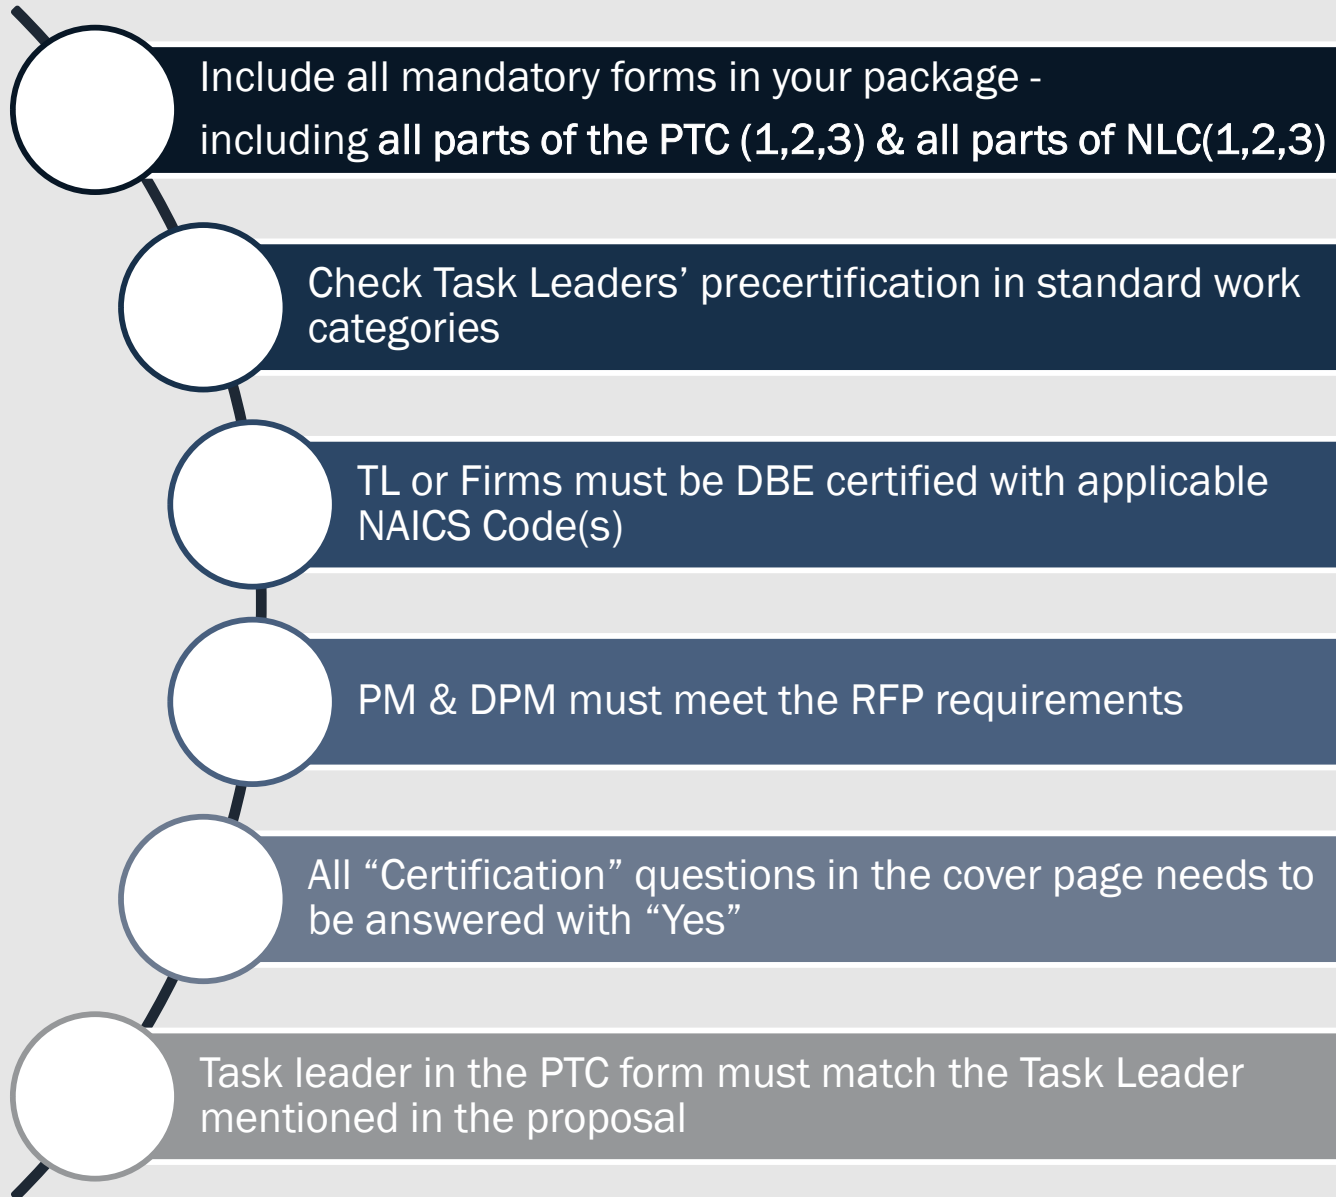 Include all mandatory forms in your package -
including all parts of the PTC (1,2,3) & all parts of NLC(1,2,3)
Check Task Leaders’ precertification in standard work
categories
TL or Firms must be DBE certified with applicable
NAICS Code(s)
PM & DPM must meet the RFP requirements
All “Certification” questions in the cover page needs to
be answered with “Yes”
Task leader in the PTC form must match the Task Leader
mentioned in the proposal